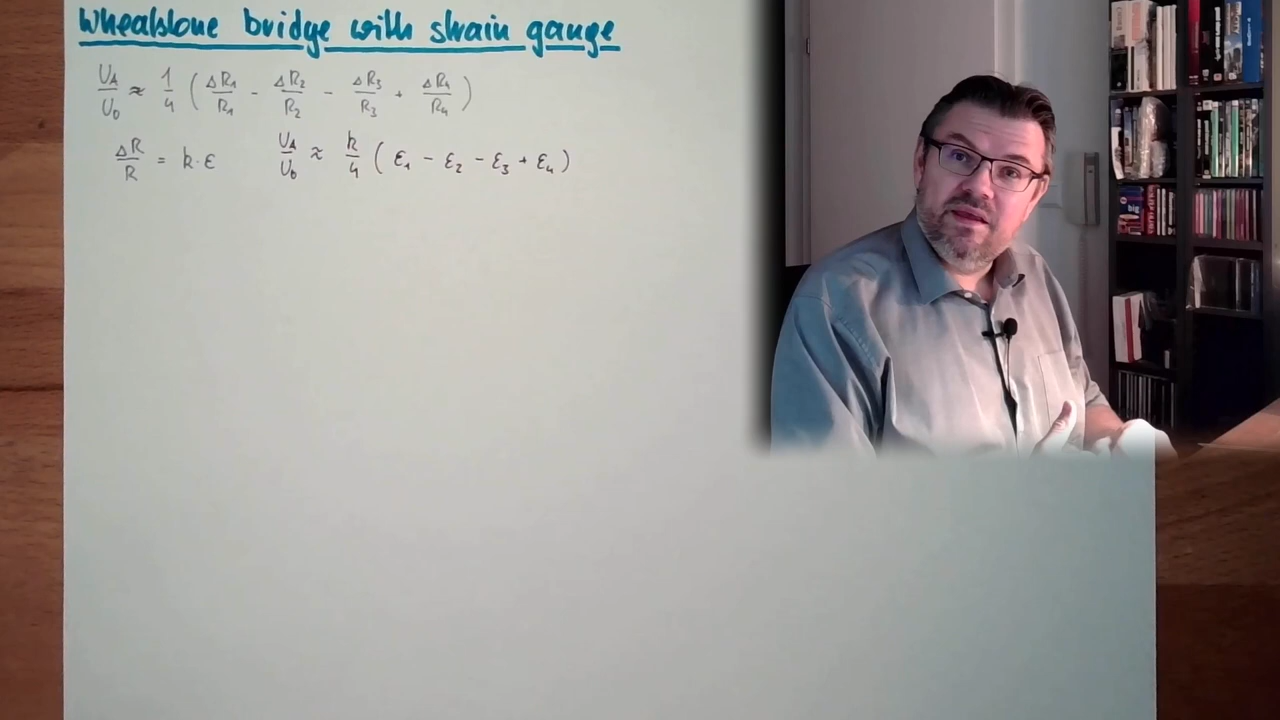 Wheatstone bridge with strain gauge
U_A/U_0 ≈ 1/4 (ΔR_1/R_1 - ΔR_2/R_2 - ΔR_3/R_3 + ΔR_4/R_4)
ΔR/R = k·ε U_A/U_0 ≈ k/4 (ε_1 - ε_2 - ε_3 + ε_4)
big